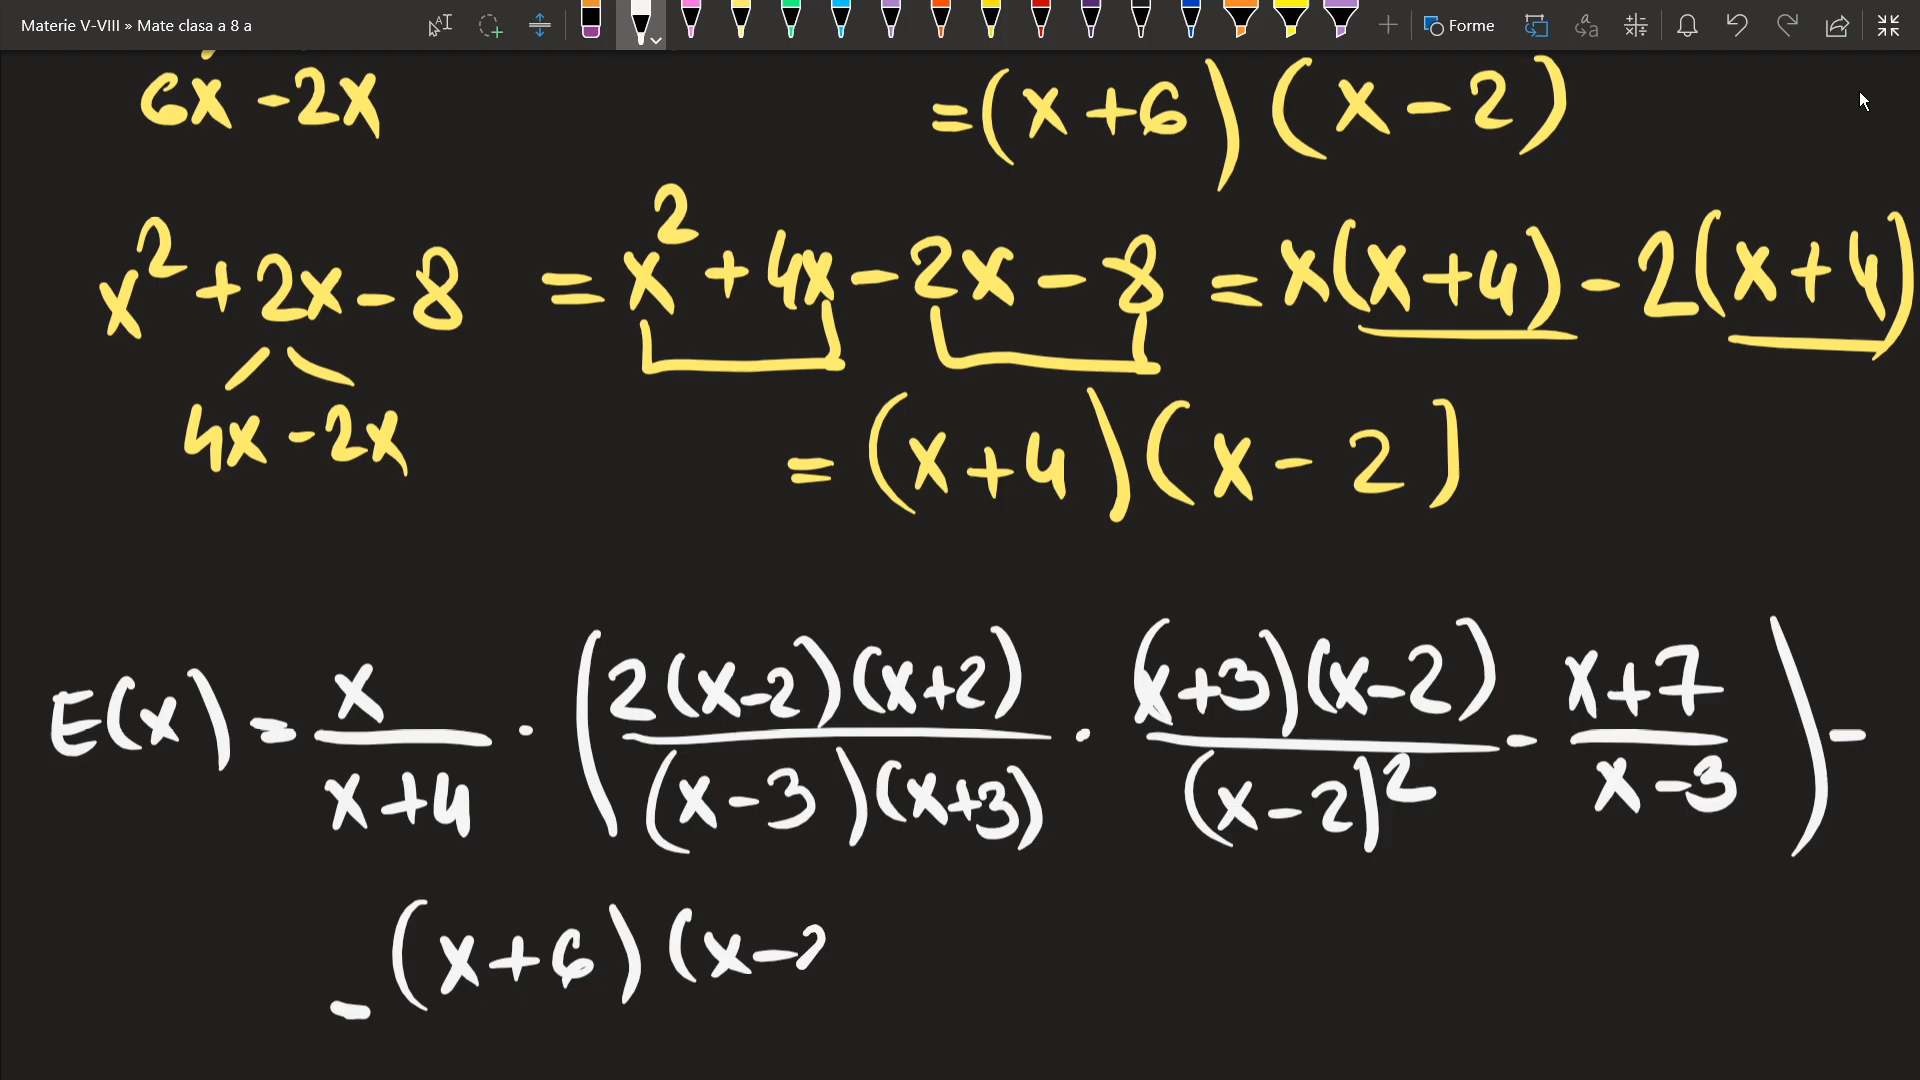 Materie V-VIII » Mate clasa a 8 a
Forme
6x - 2x
= (x+6) (x-2)
x² + 2x - 8 = x² + 4x - 2x - 8 = x(x+4) - 2(x+4)
4x - 2x
= (x+4) (x-2)
E(x) = x/(x+4) · ( 2(x-2)(x+2)/((x-3)(x+3)) · (x+3)(x-2)/(x-2)² - (x+7)/(x-3) ) -
- (x+6) (x-2